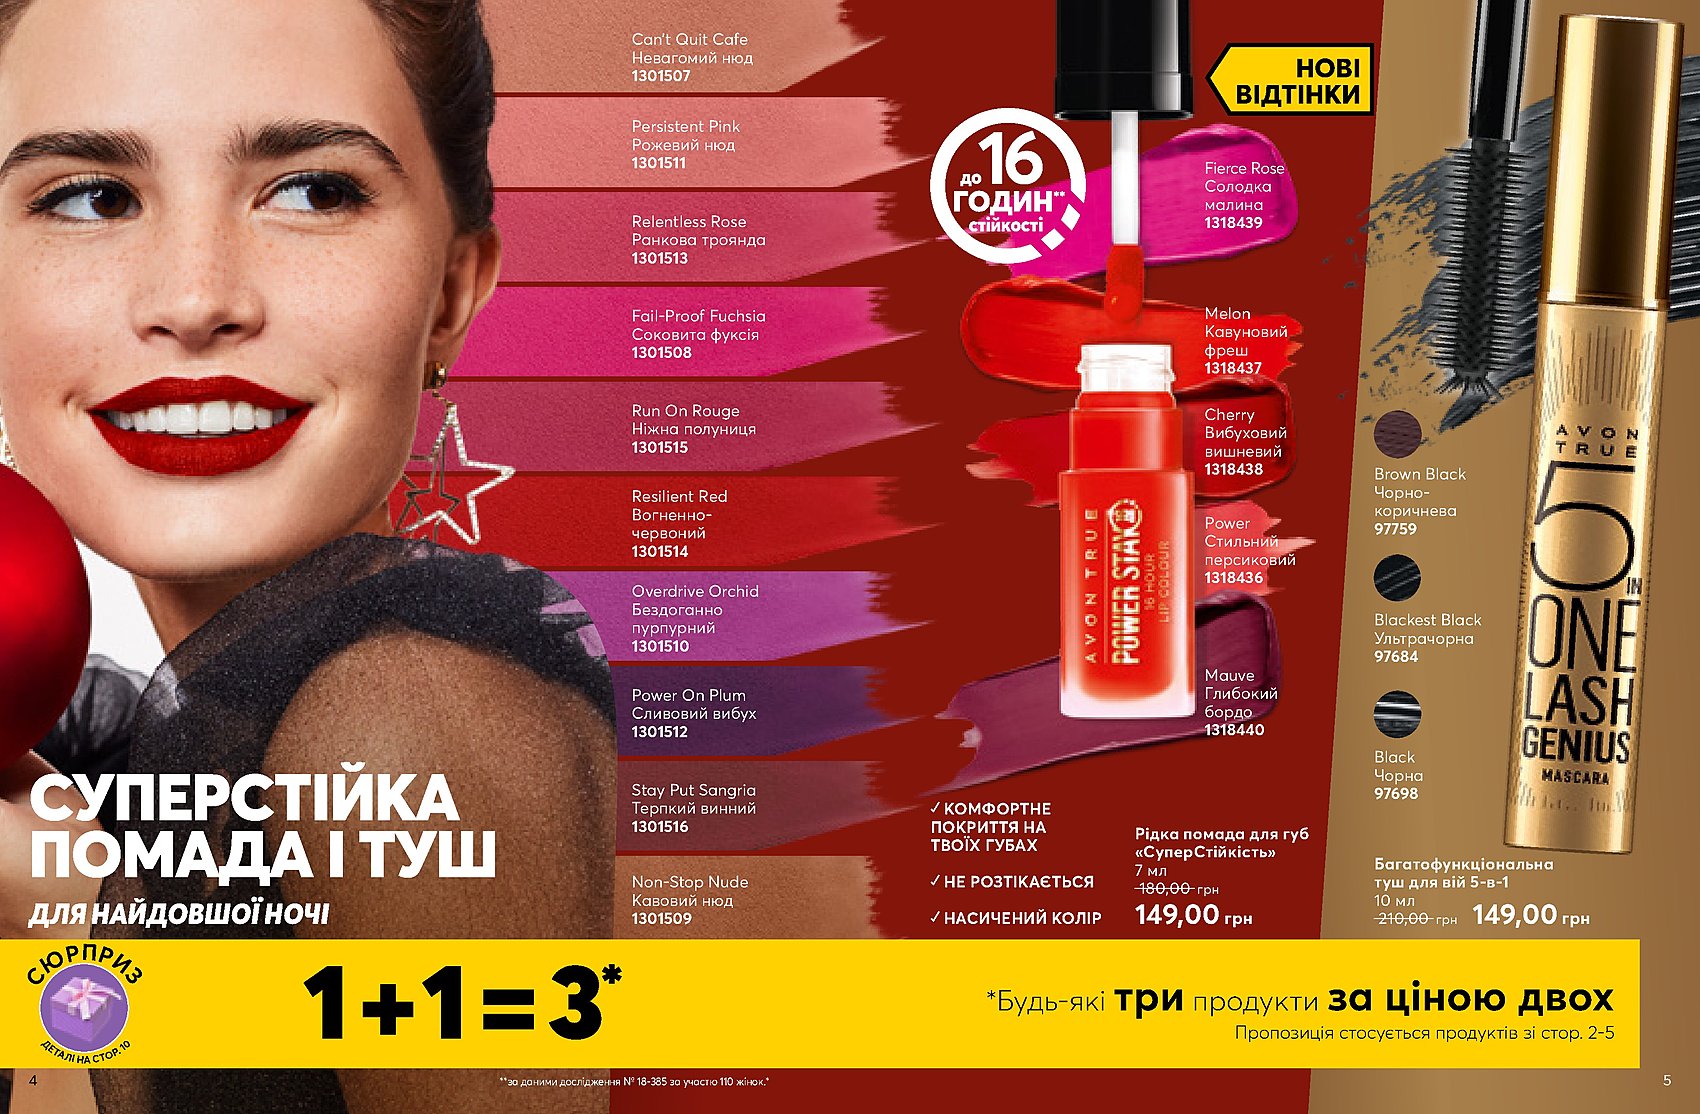 Can't Quit Cafe
Невагомий нюд
1301507
Persistent Pink
Рожевий нюд
1301511
Relentless Rose
Ранкова троянда
1301513
Fail-Proof Fuchsia
Соковита фуксія
1301508
Run On Rouge
Ніжна полуниця
1301515
Resilient Red
Вогненно-
червоний
1301514
Overdrive Orchid
Бездоганно
пурпурний
1301510
Power On Plum
Сливовий вибух
1301512
Stay Put Sangria
Терпкий винний
1301516
Non-Stop Nude
Кавовий нюд
1301509
СУПЕРСТІЙКА
ПОМАДА І ТУШ
ДЛЯ НАЙДОВШОЇ НОЧІ
НОВІ
ВІДТІНКИ
до 16
ГОДИН**
СТІЙКОСТІ
Fierce Rose
Солодка
малина
1318439
Melon
Кавуновий
фреш
1318437
Cherry
Вибуховий
вишневий
1318438
Power
Стильний
персиковий
1318436
Mauve
Глибокий
бордо
1318440
AVON TRUE
POWER STAY 16
16 HOUR
LIP COLOUR
✓ КОМФОРТНЕ
ПОКРИТТЯ НА
ТВОЇХ ГУБАХ
✓ НЕ РОЗТІКАЄТЬСЯ
✓ НАСИЧЕНИЙ КОЛІР
Рідка помада для губ
«СуперСтійкість»
7 мл
180,00 грн
149,00 грн
Brown Black
Чорно-
коричнева
97759
Blackest Black
Ультрачорна
97684
Black
Чорна
97698
AVON
TRUE
5
IN
ONE
LASH
GENIUS
MASCARA
Багатофункціональна
туш для вій 5-в-1
10 мл
210,00 грн 149,00 грн
СЮРПРИЗ
ДЕТАЛІ НА СТОР. 10
1+1=3*
*Будь-які три продукти за ціною двох
Пропозиція стосується продуктів зі стор. 2-5
4
**за даними дослідження № 18-385 за участю 110 жінок.*
5